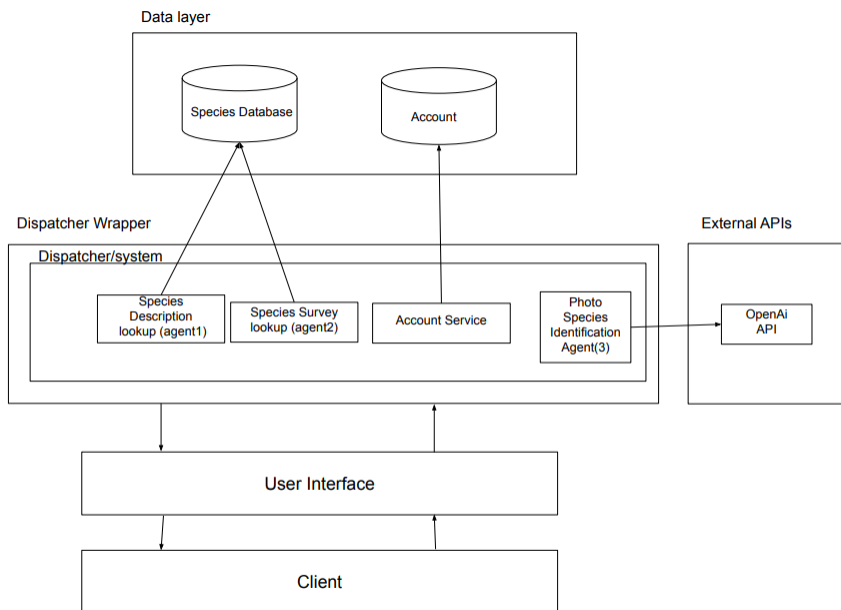 Data layer
Species Database
Account
Dispatcher Wrapper
External APIs
Dispatcher/system
Species
Description
lookup (agent1)
Species Survey
lookup (agent2)
Account Service
Photo
Species
Identification
Agent(3)
OpenAi
API
User Interface
Client